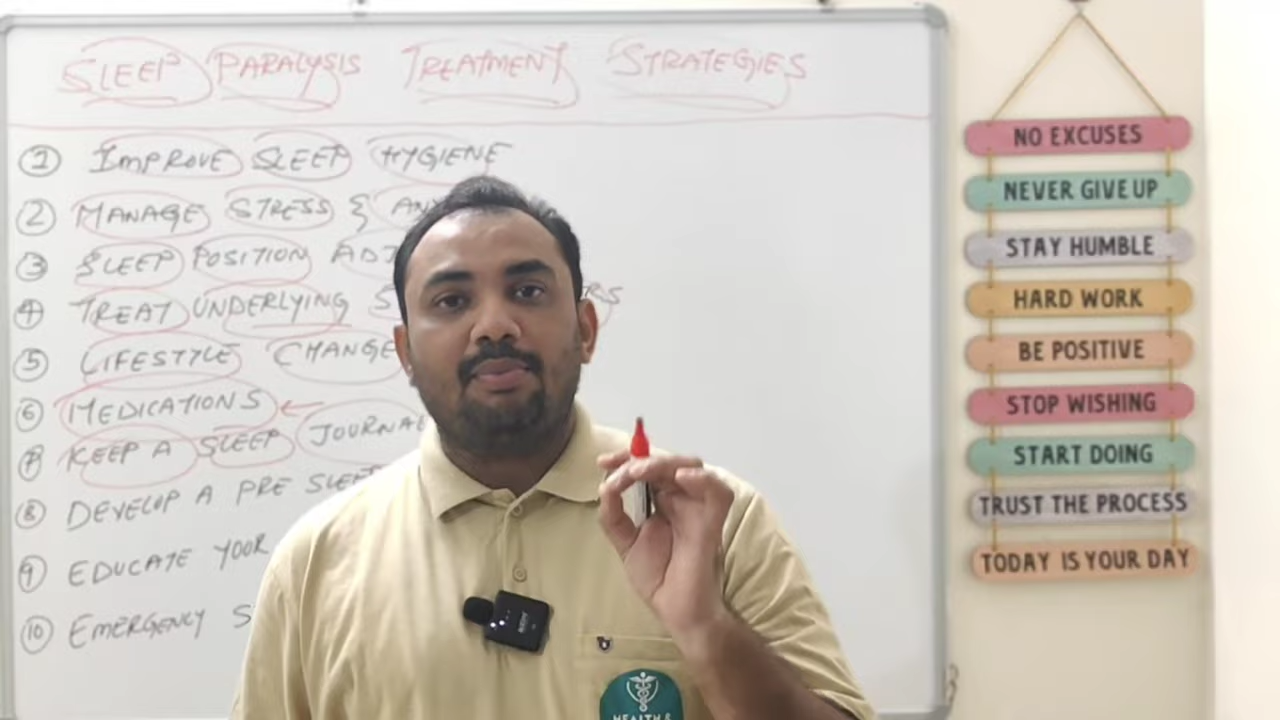 SLEEP PARALYSIS TREATMENT STRATEGIES
1 IMPROVE SLEEP HYGIENE
2 MANAGE STRESS &
3 SLEEP POSITION
4 TREAT UNDERLYING
5 LIFESTYLE CHANGE
6 MEDICATIONS ←
7 KEEP A SLEEP JOURNAL
8 DEVELOP A PRE SLEEP
9 EDUCATE YOUR
10 EMERGENCY
NO EXCUSES
NEVER GIVE UP
STAY HUMBLE
HARD WORK
BE POSITIVE
STOP WISHING
START DOING
TRUST THE PROCESS
TODAY IS YOUR DAY
HEALTH &